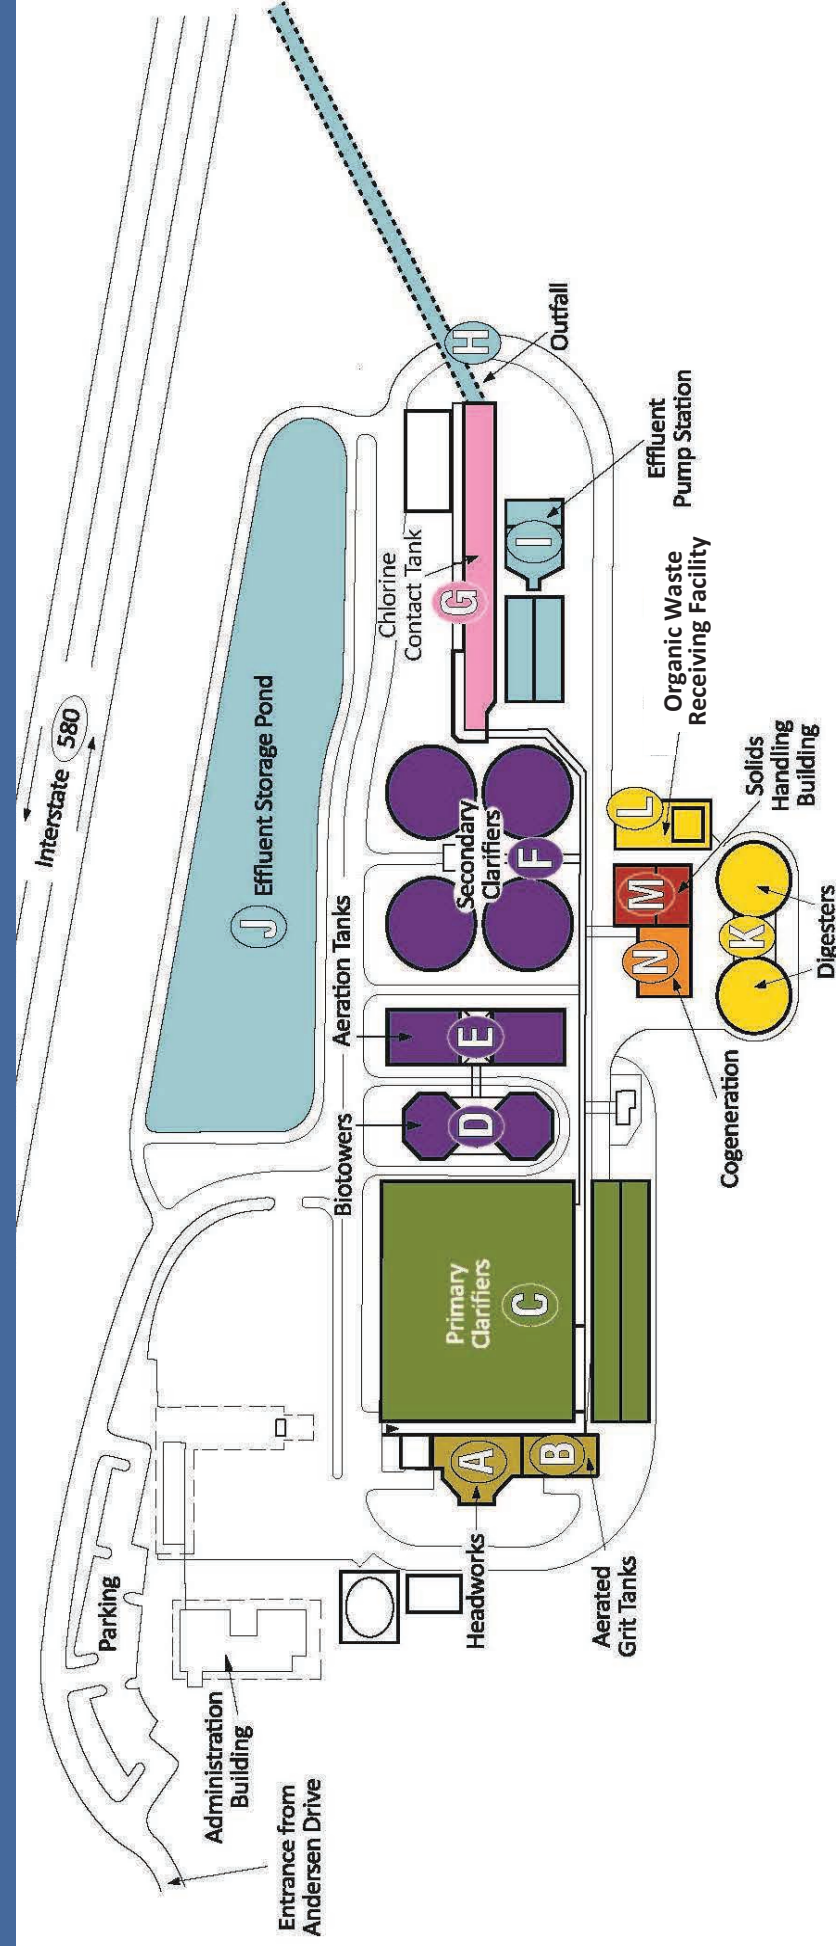 Interstate 580
J Effluent Storage Pond
H
Outfall
Effluent
Pump Station
I
Chlorine
Contact Tank
G
Organic Waste
Receiving Facility
L
Solids
Handling
Building
M
Secondary
Clarifiers
F
Aeration Tanks
E
Biotowers
D
N
K
Digesters
Cogeneration
Primary
Clarifiers
C
A
B
Headworks
Aerated
Grit Tanks
Parking
Administration
Building
Entrance from
Andersen Drive